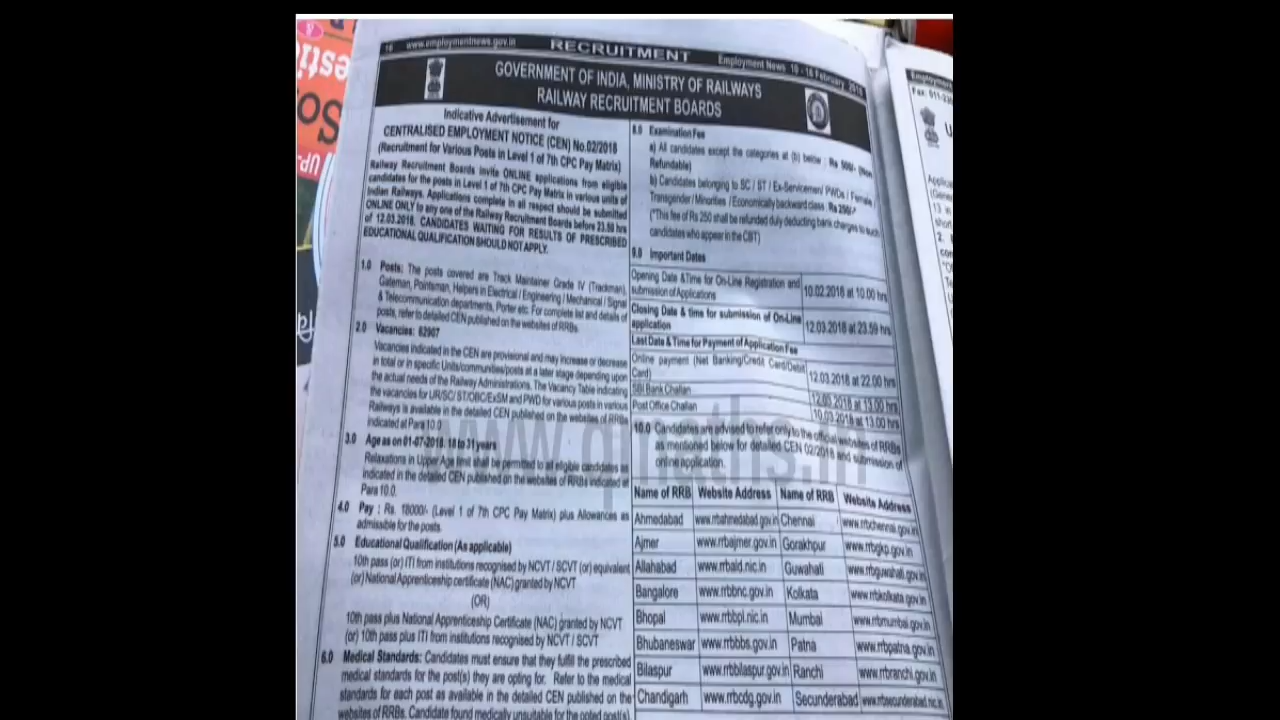 16 www.employmentnews.gov.in RECRUITMENT Employment News 10 - 16 February 2018
GOVERNMENT OF INDIA, MINISTRY OF RAILWAYS
RAILWAY RECRUITMENT BOARDS
Indicative Advertisement for
CENTRALISED EMPLOYMENT NOTICE (CEN) No.02/2018
(Recruitment for Various Posts in Level 1 of 7th CPC Pay Matrix)
Railway Recruitment Boards invite ONLINE applications from eligible
candidates for the posts in Level 1 of 7th CPC Pay Matrix in various units of
Indian Railways. Applications complete in all respect should be submitted
ONLINE ONLY to any one of the Railway Recruitment Boards before 23.59 hrs
of 12.03.2018. CANDIDATES WAITING FOR RESULTS OF PRESCRIBED
EDUCATIONAL QUALIFICATION SHOULD NOT APPLY.
1.0 Posts: The posts covered are Track Maintainer Grade IV (Trackman),
Gateman, Pointsman, Helpers in Electrical / Engineering / Mechanical / Signal
& Telecommunication departments, Porter etc. For complete list and details of
posts, refer to detailed CEN published on the websites of RRBs.
2.0 Vacancies: 62907
Vacancies indicated in the CEN are provisional and may increase or decrease
in total or in specific Units/communities/posts at a later stage depending upon
the actual needs of the Railway Administrations. The Vacancy Table indicating
the vacancies for UR/SC/ST/OBC/ExSM and PWD for various posts in various
Railways is available in the detailed CEN published on the websites of RRBs
indicated at Para 10.0
3.0 Age as on 01-07-2018: 18 to 31 years
Relaxations in Upper Age limit shall be permitted to all eligible candidates as
indicated in the detailed CEN published on the websites of RRBs indicated at
Para 10.0.
4.0 Pay : Rs. 18000/- (Level 1 of 7th CPC Pay Matrix) plus Allowances as
admissible for the posts.
5.0 Educational Qualification (As applicable)
10th pass (or) ITI from institutions recognised by NCVT / SCVT (or) equivalent
(or) National Apprenticeship certificate (NAC) granted by NCVT
(OR)
10th pass plus National Apprenticeship Certificate (NAC) granted by NCVT
(or) 10th pass plus ITI from institutions recognised by NCVT / SCVT
6.0 Medical Standards: Candidates must ensure that they fulfill the prescribed
medical standards for the post(s) they are opting for. Refer to the medical
standards for each post as available in the detailed CEN published on the
websites of RRBs. Candidate found medically unsuitable for the opted post(s)
8.0 Examination Fee
a) All candidates except the categories at (b) below : Rs 500/- (Non
Refundable)
b) Candidates belonging to SC / ST / Ex-Servicemen/ PWDs / Female /
Transgender / Minorities / Economically backward class : Rs 250/-*
(*This fee of Rs 250 shall be refunded duly deducting bank charges to such
candidates who appear in the CBT)
9.0 Important Dates
Opening Date &Time for On-Line Registration and
submission of Applications 10.02.2018 at 10.00 hrs
Closing Date & time for submission of On-Line
application 12.03.2018 at 23.59 hrs
Last Date & Time for Payment of Application Fee
Online payment (Net Banking/Credit Card/Debit
Card) 12.03.2018 at 22.00 hrs
SBI Bank Challan 12.03.2018 at 13.00 hrs
Post Office Challan 10.03.2018 at 13.00 hrs
10.0 Candidates are advised to refer only to the official websites of RRBs
as mentioned below for detailed CEN 02/2018 and submission of
online application.
Name of RRB Website Address Name of RRB Website Address
Ahmedabad www.rrbahmedabad.gov.in Chennai www.rrbchennai.gov.in
Ajmer www.rrbajmer.gov.in Gorakhpur www.rrbgkp.gov.in
Allahabad www.rrbald.nic.in Guwahati www.rrbguwahati.gov.in
Bangalore www.rrbbnc.gov.in Kolkata www.rrbkolkata.gov.in
Bhopal www.rrbbpl.nic.in Mumbai www.rrbmumbai.gov.in
Bhubaneswar www.rrbbbs.gov.in Patna www.rrbpatna.gov.in
Bilaspur www.rrbbilaspur.gov.in Ranchi www.rrbranchi.gov.in
Chandigarh www.rrbcdg.gov.in Secunderabad www.rrbsecunderabad.nic.in
www.qmaths.in